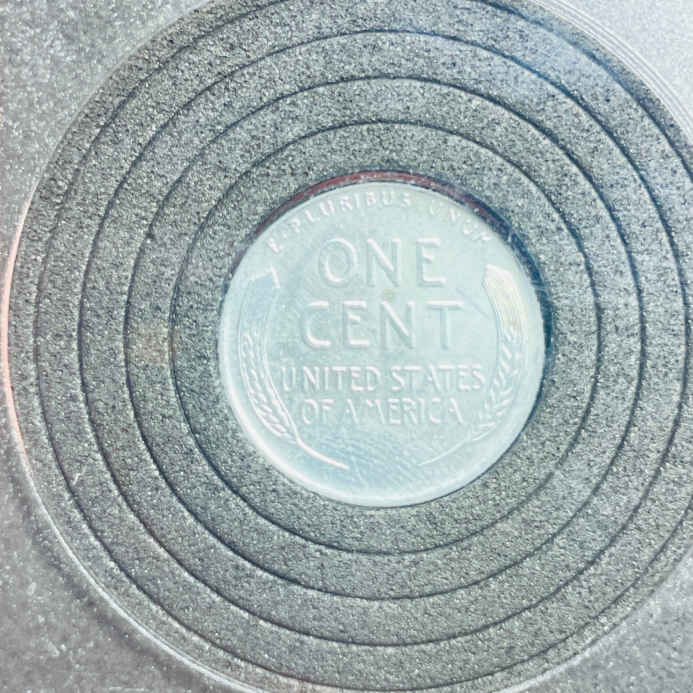 E·PLURIBUS·UNUM
ONE
CENT
UNITED STATES
OF AMERICA